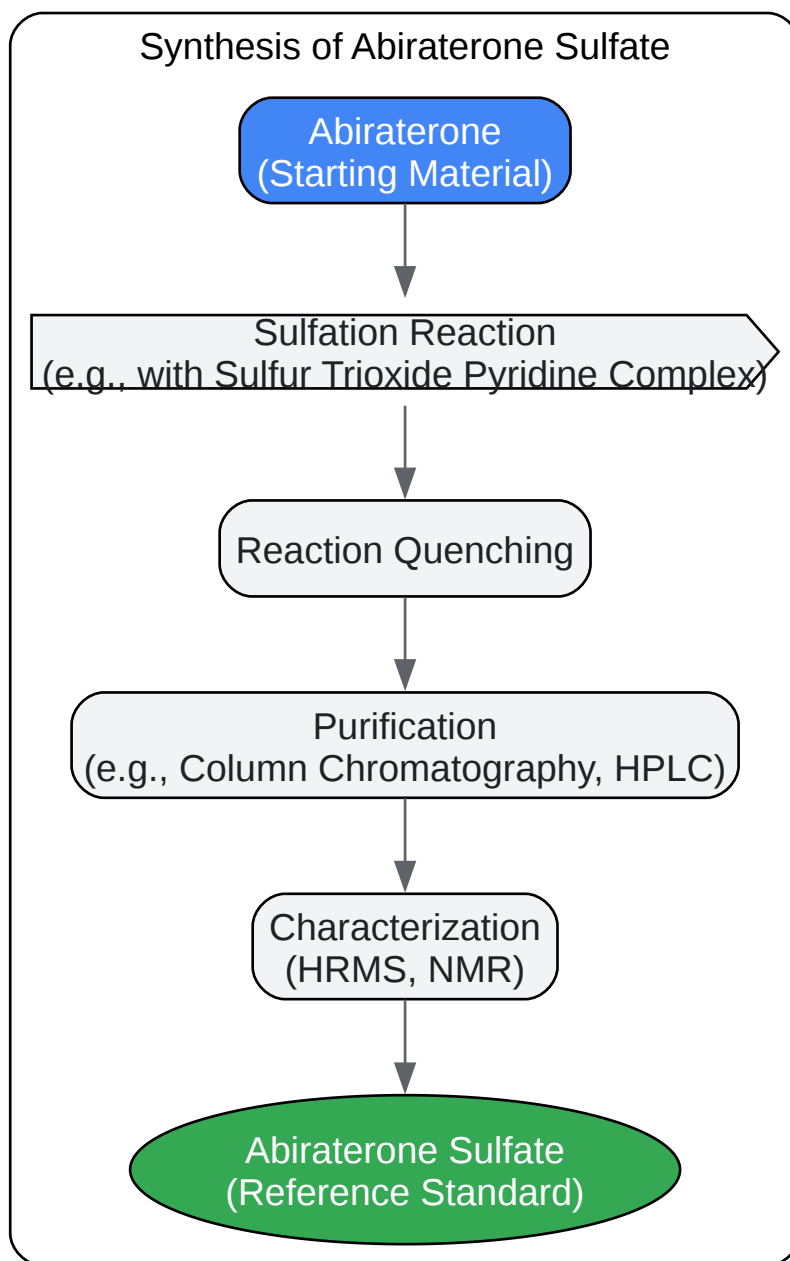 Synthesis of Abiraterone Sulfate
Abiraterone
(Starting Material)
Sulfation Reaction
(e.g., with Sulfur Trioxide Pyridine Complex)
Reaction Quenching
Purification
(e.g., Column Chromatography, HPLC)
Characterization
(HRMS, NMR)
Abiraterone Sulfate
(Reference Standard)